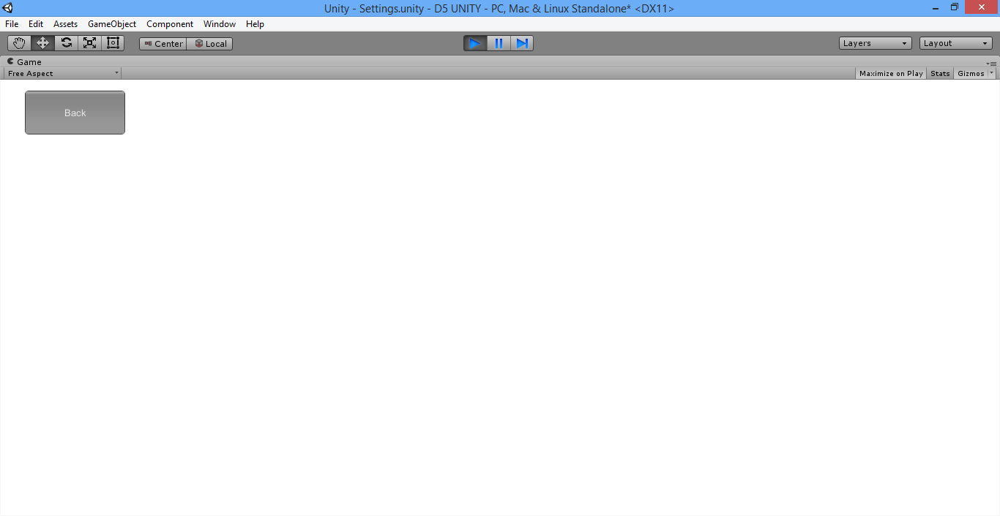 Unity - Settings.unity - D5 UNITY - PC, Mac & Linux Standalone* <DX11>
File Edit Assets GameObject Component Window Help
Center Local Layers Layout
Game
Free Aspect Maximize on Play Stats Gizmos
Back